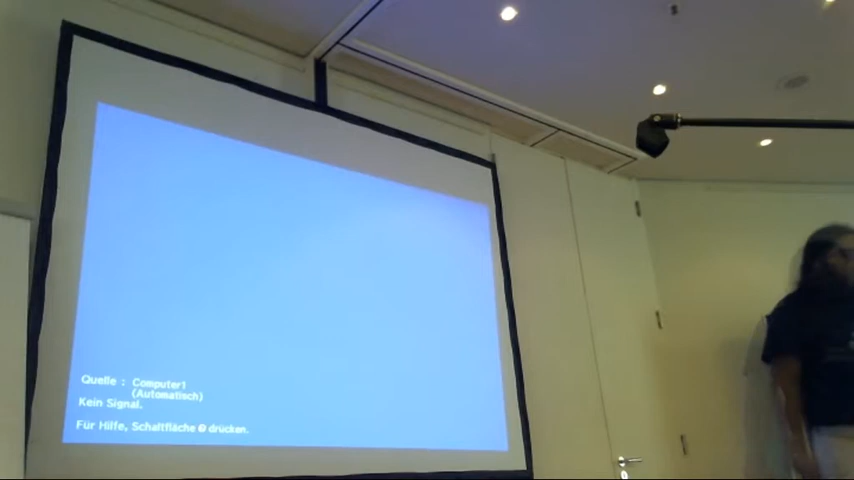 Quelle : Computer1
(Automatisch)
Kein Signal.
Für Hilfe, Schaltfläche ? drücken.